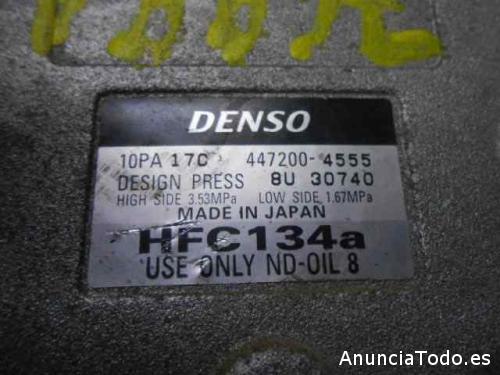 DENSO
10PA 17C 447200-4555
DESIGN PRESS 8U 30740
HIGH SIDE 3.53MPa LOW SIDE 1.67MPa
MADE IN JAPAN
HFC134a
USE ONLY ND-OIL 8
AnunciaTodo.es